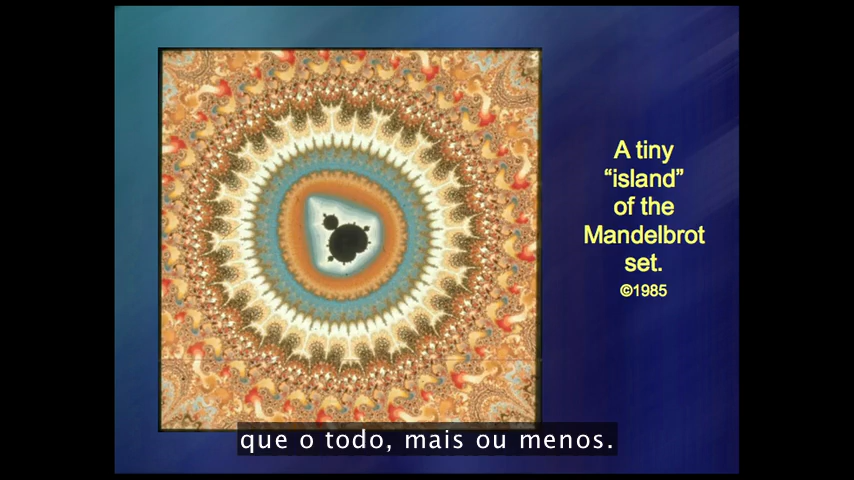 A tiny
“island”
of the
Mandelbrot
set.
©1985
que o todo, mais ou menos.